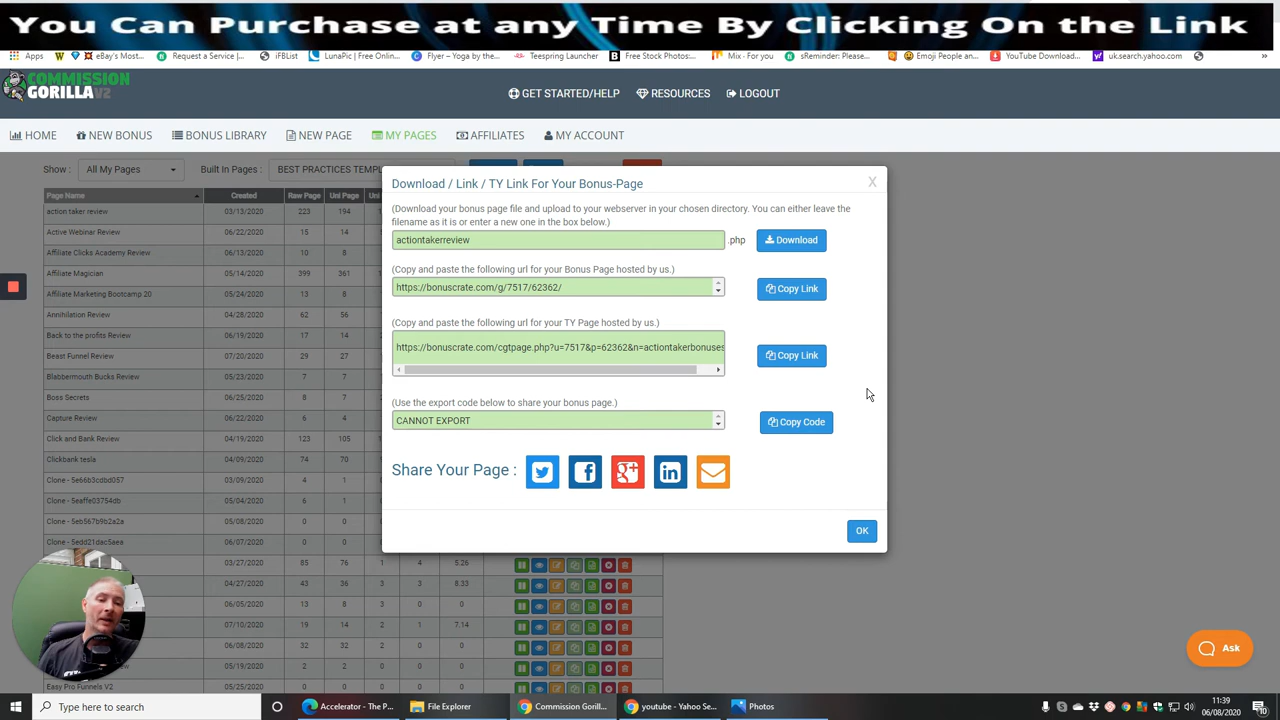 You Can Purchase at any Time By Clicking On the Link
Apps
eBay's Most...
Request a Service |...
IFBList
LunaPic | Free Onlin...
Flyer – Yoga by the...
Teespring Launcher
Free Stock Photos:...
Mix - For you
sReminder: Please...
Emoji People an...
YouTube Download...
uk.search.yahoo.com
»
COMMISSION
GORILLAV2
GET STARTED/HELP
RESOURCES
LOGOUT
HOME
NEW BONUS
BONUS LIBRARY
NEW PAGE
MY PAGES
AFFILIATES
MY ACCOUNT
Show :
All My Pages
Built In Pages :
BEST PRACTICES TEMPL
Page Name Created Raw Page Uni Page Uni
action taker review 03/13/2020 223 194
Active Webinar Review 06/22/2020 15 14
Affiliate Clicks Academy Review 06/13/2020 10 8
Affiliate Magician 05/14/2020 399 361
Affiliate Marketing Bootcamp 20 05/24/2020 13 8
Annihilation Review 04/28/2020 62 56
Back to the profits Review 06/19/2020 17 14
Beast Funnel Review 07/20/2020 29 27
Blabbermouth Bucks Review 05/23/2020 7 7
Boss Secrets 06/25/2020 8 7
Capture Review 06/22/2020 6 4
Click and Bank Review 04/19/2020 123 105
Clickbank tesla 04/09/2020 74 70
Clone - 5e66b3cdbd057 03/09/2020 4 1
Clone - 5eaffe03754db 05/04/2020 6 1
Clone - 5eb567b9b2a2a 05/08/2020 0 0
Clone - 5edd21dac5aea 06/07/2020 0 0
03/27/2020 85 76 1 4 5.26
04/27/2020 43 36 3 3 8.33
06/05/2020 13 8 3 0 0
07/10/2020 19 14 2 1 7.14
06/08/2020 32 32 2 0 0
05/19/2020 2 2 1 0 0
Easy Pro Funnels V2 05/25/2020 0 0 0 0 0
Download / Link / TY Link For Your Bonus-Page
X
(Download your bonus page file and upload to your webserver in your chosen directory. You can either leave the
filename as it is or enter a new one in the box below.)
actiontakerreview
.php
Download
(Copy and paste the following url for your Bonus Page hosted by us.)
https://bonuscrate.com/g/7517/62362/
Copy Link
(Copy and paste the following url for your TY Page hosted by us.)
https://bonuscrate.com/cgtpage.php?u=7517&p=62362&n=actiontakerbonuses
Copy Link
(Use the export code below to share your bonus page.)
CANNOT EXPORT
Copy Code
Share Your Page :
OK
Ask
Type here to search
Accelerator - The P...
File Explorer
Commission Gorill...
youtube - Yahoo Se...
Photos
11:39
06/08/2020